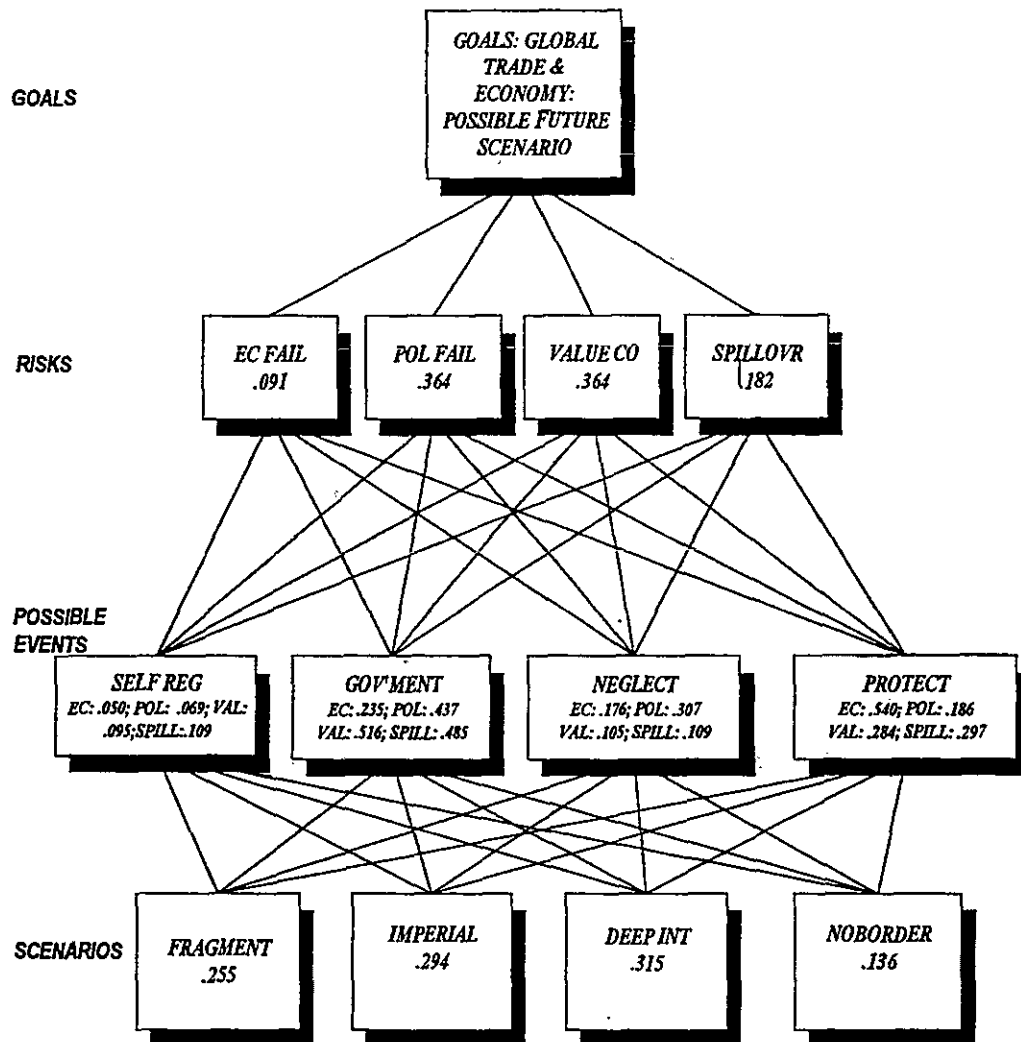 GOALS: GLOBAL
TRADE &
ECONOMY:
POSSIBLE FUTURE
SCENARIO
GOALS
RISKS
EC FAIL
.091
POL FAIL
.364
VALUE CO
.364
SPILLOVR
.182
POSSIBLE
EVENTS
SELF REG
EC: .050; POL: .069; VAL:
.095;SPILL:.109
GOV'MENT
EC: .235; POL: .437
VAL: .516; SPILL: .485
NEGLECT
EC: .176; POL: .307
VAL: .105; SPILL: .109
PROTECT
EC: .540; POL: .186
VAL: .284; SPILL: .297
SCENARIOS
FRAGMENT
.255
IMPERIAL
.294
DEEP INT
.315
NOBORDER
.136